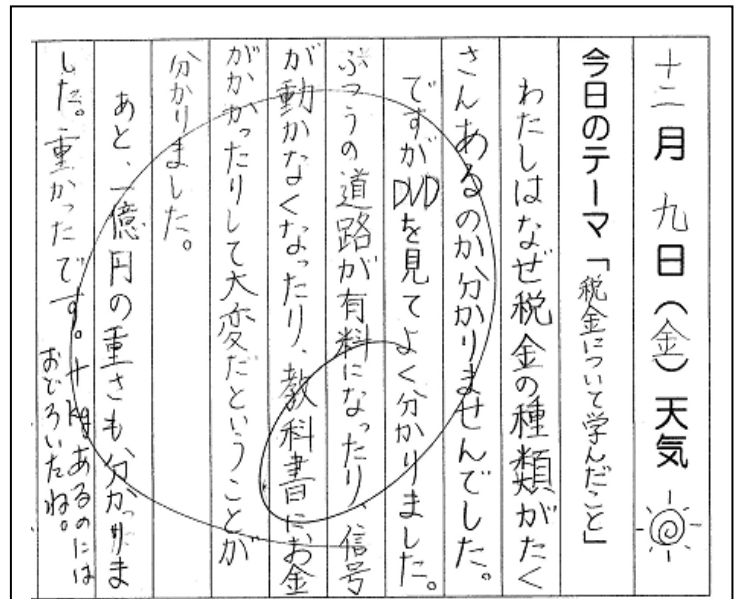 十二月九日(金)天気
今日のテーマ「税金について学んだこと」
わたしはなぜ税金の種類がたく
さんあるのか分かりませんでした。
ですがDVDを見てよく分かりました。
ふつうの道路が有料になったり、信号
が動かなくなったり、教科書にお金
がかかったりして大変だということが
分かりました。
あと、一億円の重さも分かりま
した。重かったです。
十kgあるのには
おどろいたね。